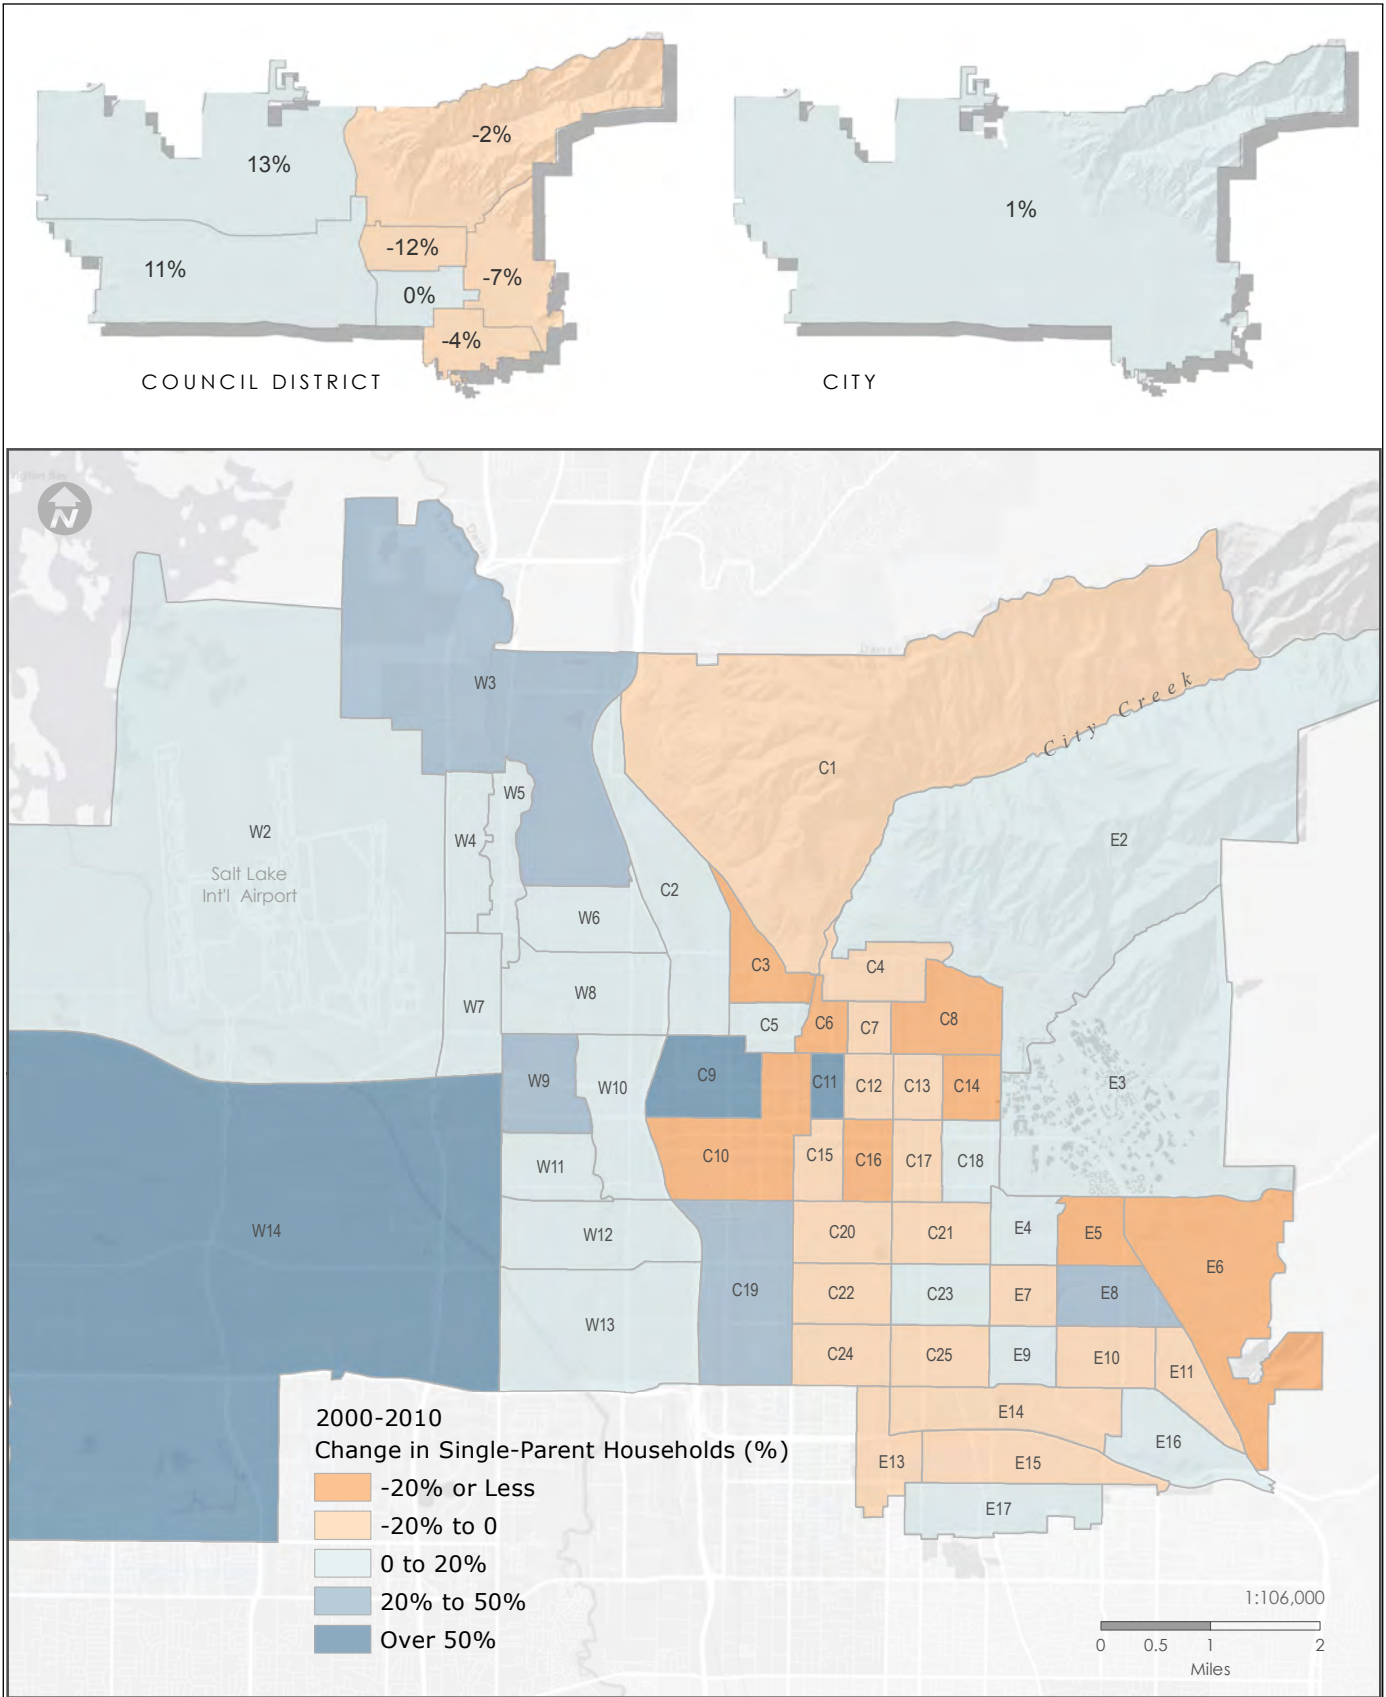 -2%
13%
-12%
11%
-7%
0%
-4%
COUNCIL DISTRICT
1%
CITY
N
Davis
W3
City Creek
C1
W5
W2
W4
E2
Salt Lake
Int'l Airport
C2
W6
C3
C4
W8
W7
C5
C6
C7
C8
C9
C11
C12
C13
C14
E3
W9
W10
C10
C15
C16
C17
C18
W11
W14
W12
C20
C21
E4
E5
E6
C19
C22
C23
E7
E8
W13
C24
C25
E9
E10
E11
E14
E16
E13
E15
E17
2000-2010
Change in Single-Parent Households (%)
-20% or Less
-20% to 0
0 to 20%
20% to 50%
Over 50%
1:106,000
0 0.5 1 2
Miles